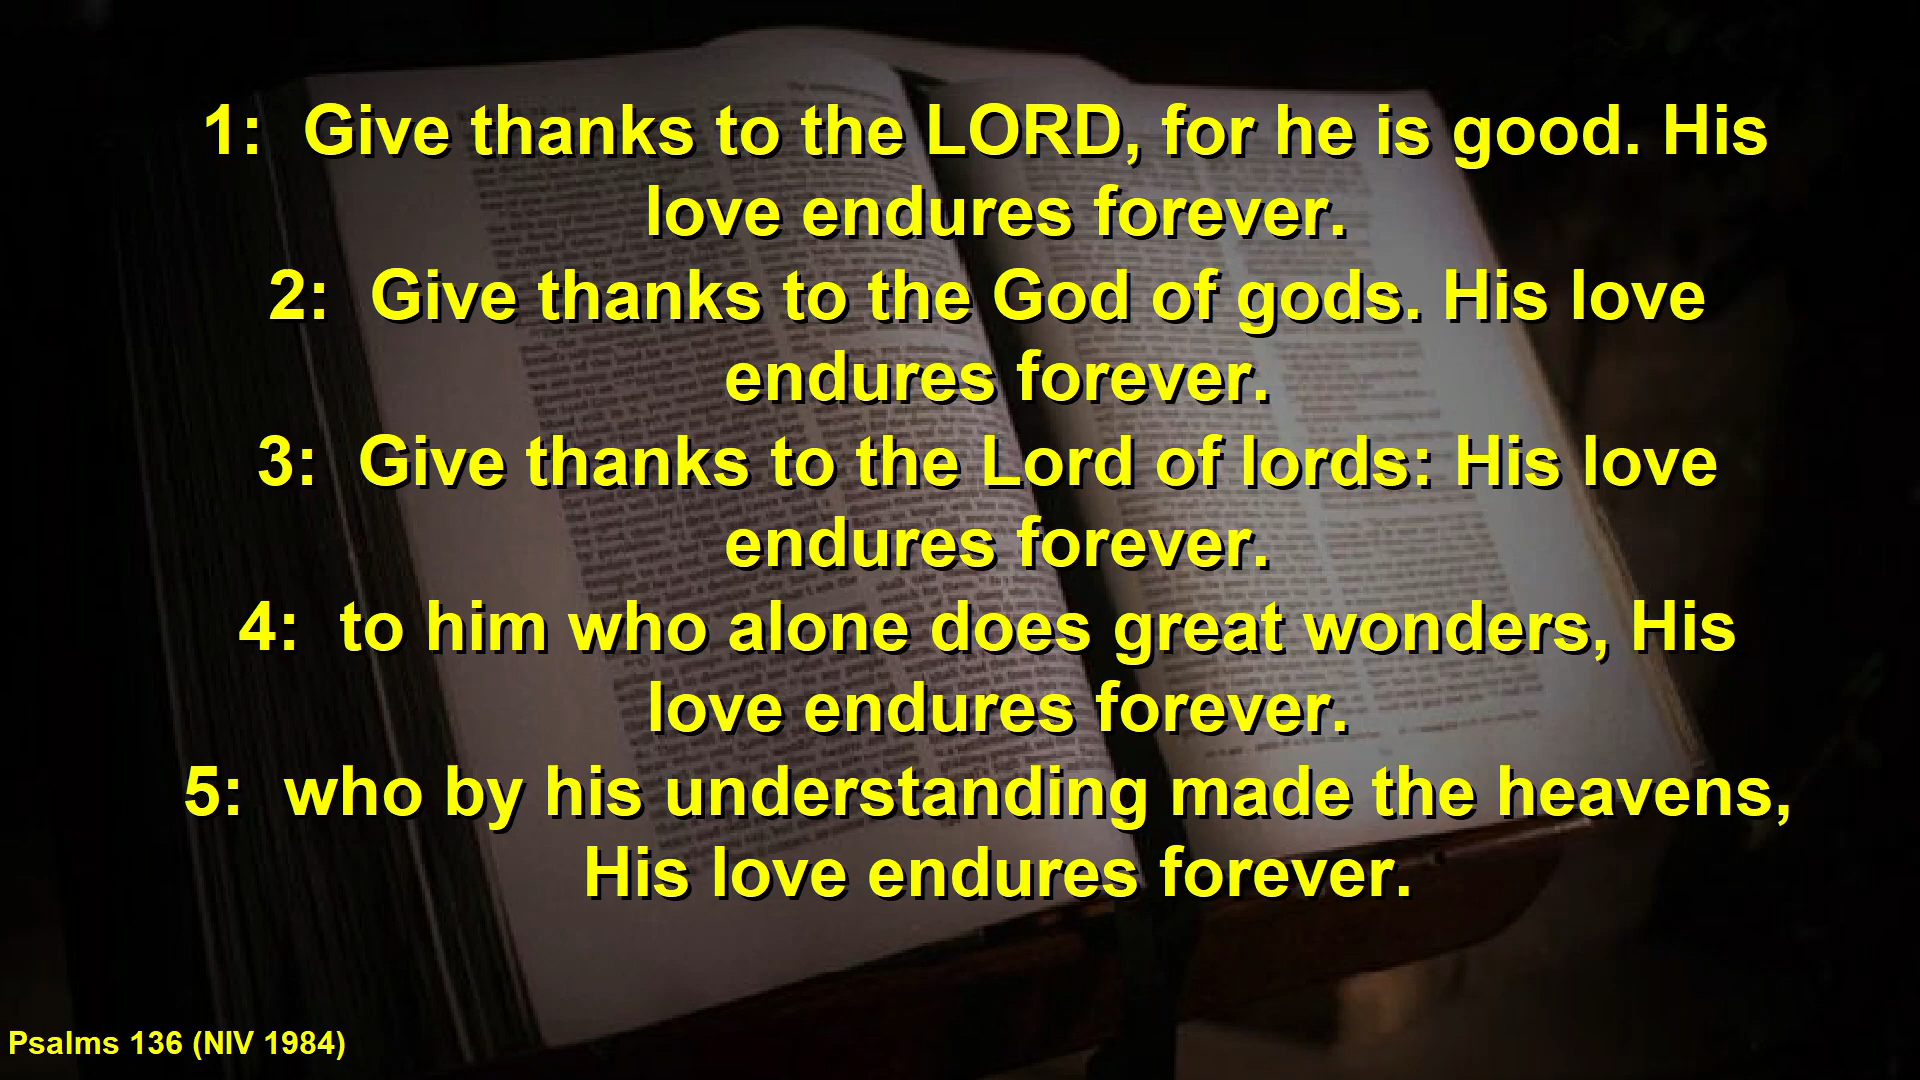 1:  Give thanks to the LORD, for he is good. His
love endures forever.
2:  Give thanks to the God of gods. His love
endures forever.
3:  Give thanks to the Lord of lords: His love
endures forever.
4:  to him who alone does great wonders, His
love endures forever.
5:  who by his understanding made the heavens,
His love endures forever.
Psalms 136 (NIV 1984)